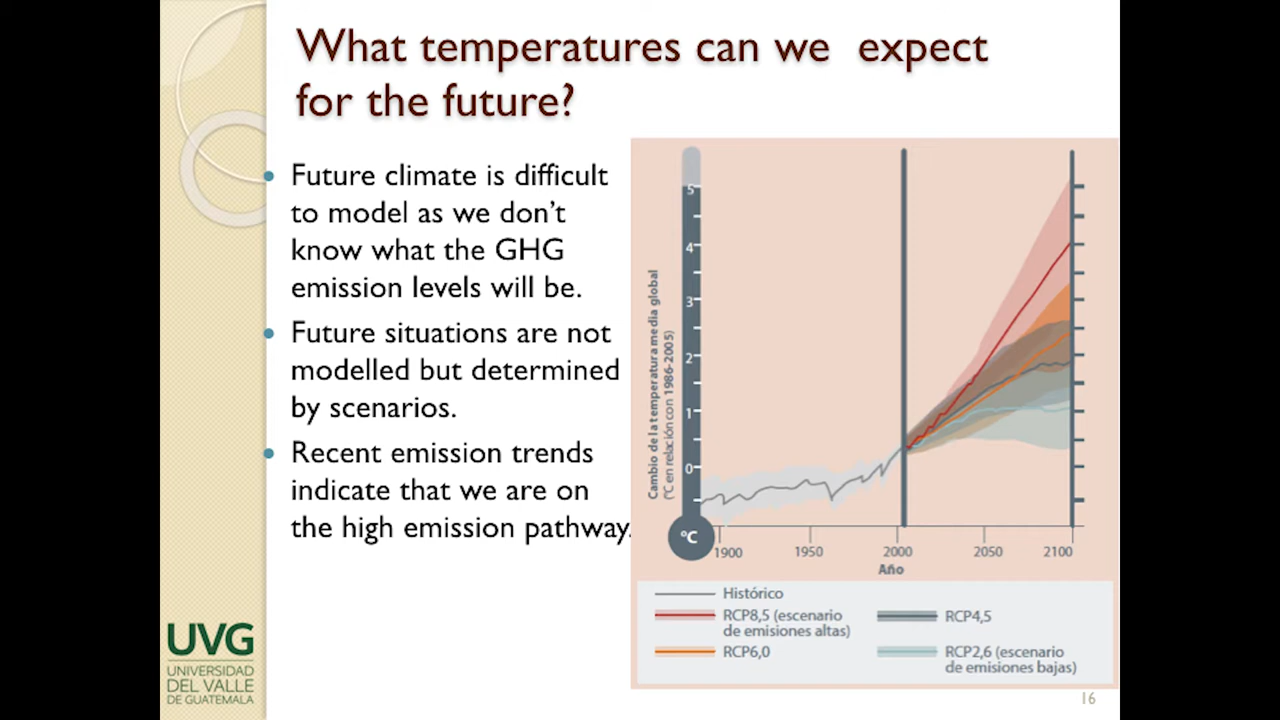 What temperatures can we expect
for the future?
Future climate is difficult
to model as we don't
know what the GHG
emission levels will be.
Future situations are not
modelled but determined
by scenarios.
Recent emission trends
indicate that we are on
the high emission pathway.
Cambio de la temperatura media global
(°C en relación con 1986-2005)
5
4
3
2
1
0
°C
1900 1950 2000 2050 2100
Año
Histórico
RCP8,5 (escenario
de emisiones altas)
RCP6,0
RCP4,5
RCP2,6 (escenario
de emisiones bajas)
UVG
UNIVERSIDAD
DEL VALLE
DE GUATEMALA
16